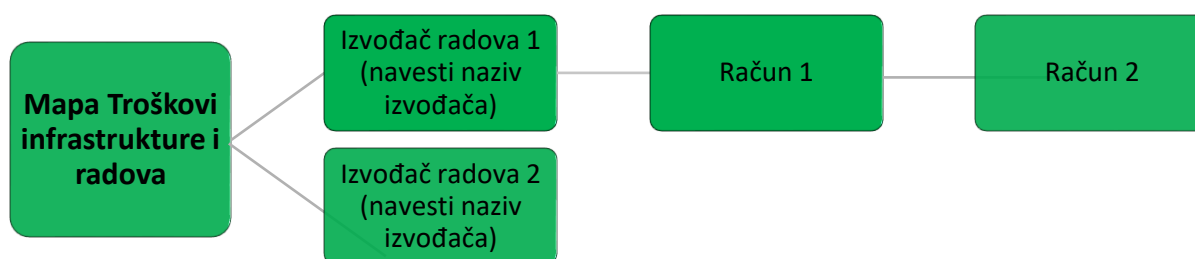 Mapa Troškovi
infrastrukture i
radova
Izvođač radova 1
(navesti naziv
izvođača)
Račun 1
Račun 2
Izvođač radova 2
(navesti naziv
izvođača)